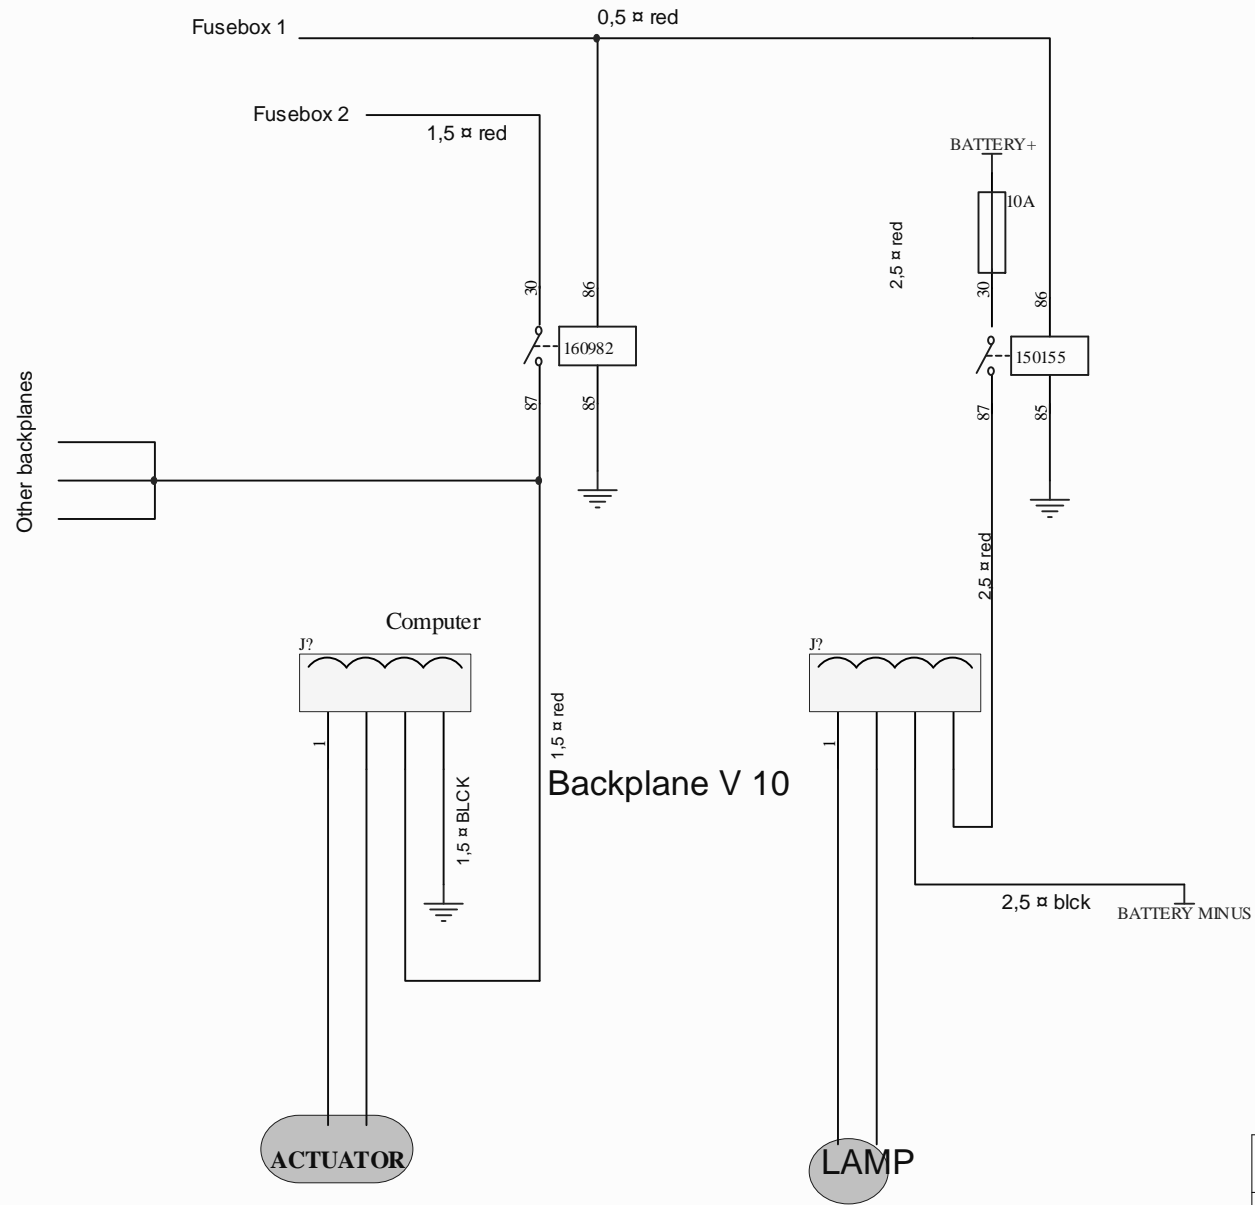 0,5 ¤ red
Fusebox 1
Fusebox 2
1,5 ¤ red
BATTERY+
10A
2,5 ¤ red
30
86
30
86
160982
150155
87
85
87
85
Other backplanes
2,5 ¤ red
Computer
J?
J?
1,5 ¤ red
1
1
Backplane V 10
1,5 ¤ BLCK
2,5 ¤ blck
BATTERY MINUS
ACTUATOR
LAMP